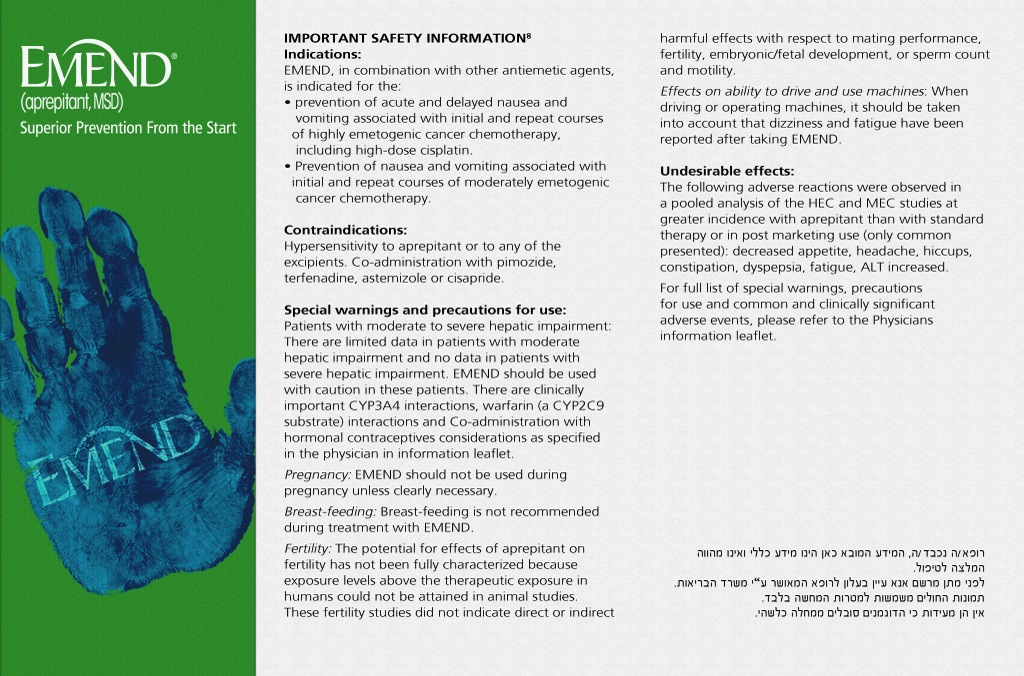 EMEND®
(aprepitant, MSD)
Superior Prevention From the Start
EMEND
IMPORTANT SAFETY INFORMATION⁸
Indications:
EMEND, in combination with other antiemetic agents,
is indicated for the:
• prevention of acute and delayed nausea and
vomiting associated with initial and repeat courses
of highly emetogenic cancer chemotherapy,
including high-dose cisplatin.
• Prevention of nausea and vomiting associated with
initial and repeat courses of moderately emetogenic
cancer chemotherapy.
Contraindications:
Hypersensitivity to aprepitant or to any of the
excipients. Co-administration with pimozide,
terfenadine, astemizole or cisapride.
Special warnings and precautions for use:
Patients with moderate to severe hepatic impairment:
There are limited data in patients with moderate
hepatic impairment and no data in patients with
severe hepatic impairment. EMEND should be used
with caution in these patients. There are clinically
important CYP3A4 interactions, warfarin (a CYP2C9
substrate) interactions and Co-administration with
hormonal contraceptives considerations as specified
in the physician in information leaflet.
Pregnancy: EMEND should not be used during
pregnancy unless clearly necessary.
Breast-feeding: Breast-feeding is not recommended
during treatment with EMEND.
Fertility: The potential for effects of aprepitant on
fertility has not been fully characterized because
exposure levels above the therapeutic exposure in
humans could not be attained in animal studies.
These fertility studies did not indicate direct or indirect
harmful effects with respect to mating performance,
fertility, embryonic/fetal development, or sperm count
and motility.
Effects on ability to drive and use machines: When
driving or operating machines, it should be taken
into account that dizziness and fatigue have been
reported after taking EMEND.
Undesirable effects:
The following adverse reactions were observed in
a pooled analysis of the HEC and MEC studies at
greater incidence with aprepitant than with standard
therapy or in post marketing use (only common
presented): decreased appetite, headache, hiccups,
constipation, dyspepsia, fatigue, ALT increased.
For full list of special warnings, precautions
for use and common and clinically significant
adverse events, please refer to the Physicians
information leaflet.
רופא/ה נכבד/ה, המידע המובא כאן הינו מידע כללי ואינו מהווה
המלצה לטיפול.
לפני מתן מרשם אנא עיין בעלון לרופא המאושר ע"י משרד הבריאות.
תמונות החולים משמשות למטרות המחשה בלבד.
אין הן מעידות כי הדוגמנים סובלים ממחלה כלשהי.